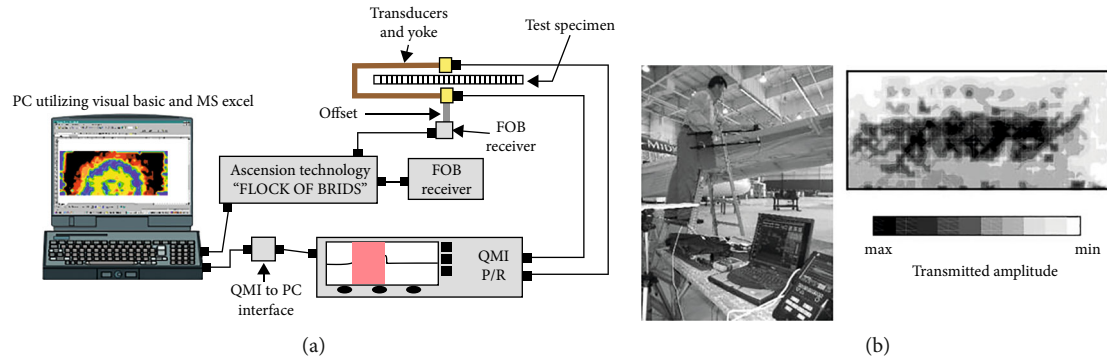 Transducers
and yoke
Test specimen
PC utilizing visual basic and MS excel
Offset
FOB
receiver
Ascension technology
“FLOCK OF BRIDS”
FOB
receiver
QMI
P/R
QMI to PC
interface
(a)
max
min
Transmitted amplitude
(b)